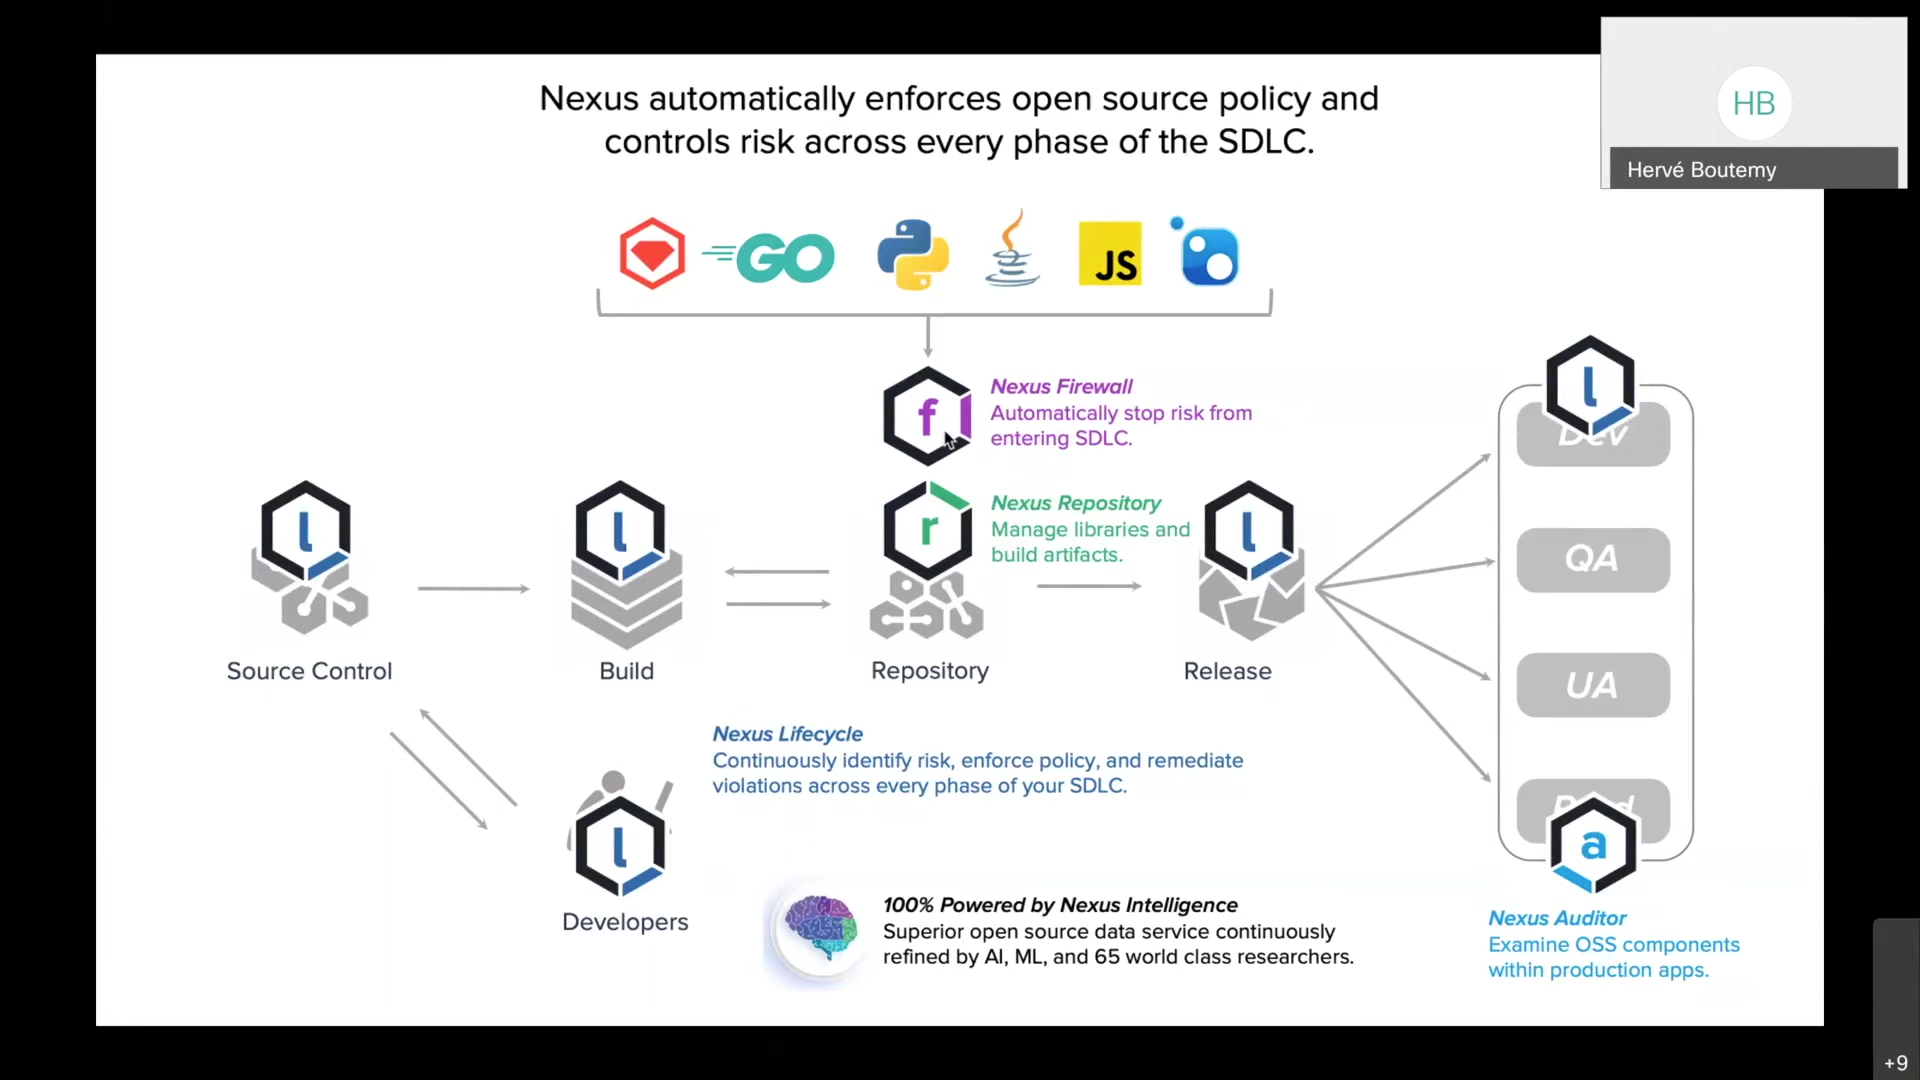 Nexus automatically enforces open source policy and
controls risk across every phase of the SDLC.
HB
Hervé Boutemy
GO
JS
f
Nexus Firewall
Automatically stop risk from
entering SDLC.
l
Dev
l
l
r
Nexus Repository
Manage libraries and
build artifacts.
l
QA
UA
Source Control
Build
Repository
Release
Nexus Lifecycle
Continuously identify risk, enforce policy, and remediate
violations across every phase of your SDLC.
l
Developers
Prod
a
100% Powered by Nexus Intelligence
Superior open source data service continuously
refined by AI, ML, and 65 world class researchers.
Nexus Auditor
Examine OSS components
within production apps.
+9